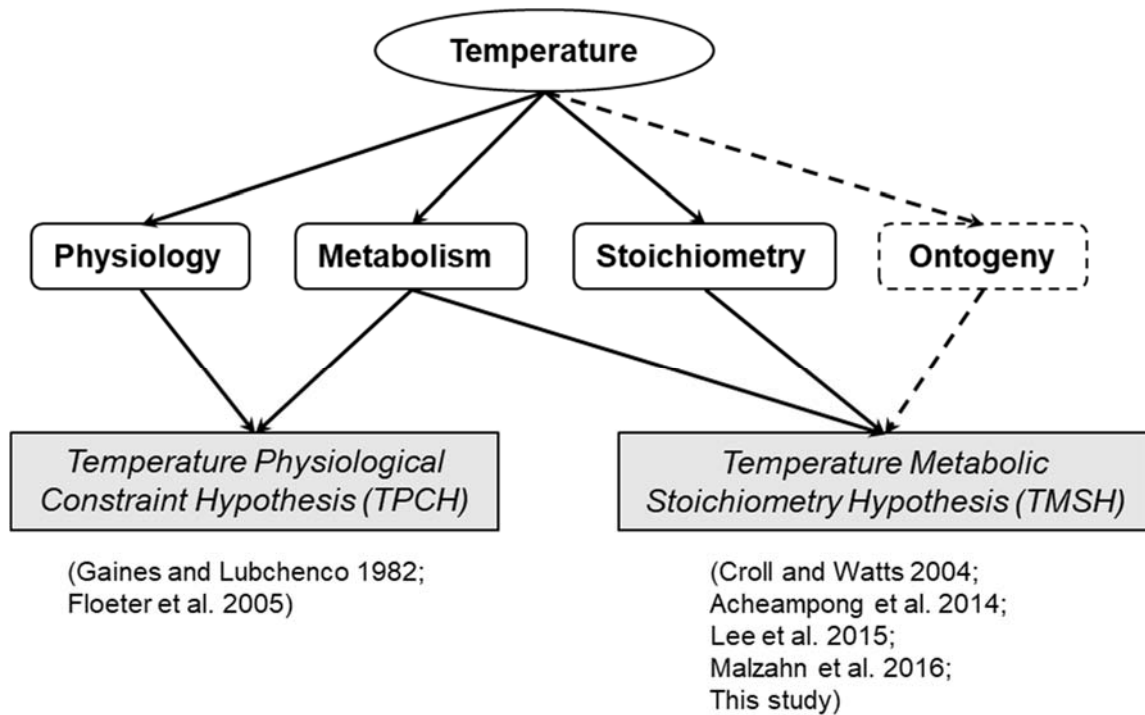 Temperature
Physiology
Metabolism
Stoichiometry
Ontogeny
Temperature Physiological
Constraint Hypothesis (TPCH)
Temperature Metabolic
Stoichiometry Hypothesis (TMSH)
(Gaines and Lubchenco 1982;
Floeter et al. 2005)
(Croll and Watts 2004;
Acheampong et al. 2014;
Lee et al. 2015;
Malzahn et al. 2016;
This study)